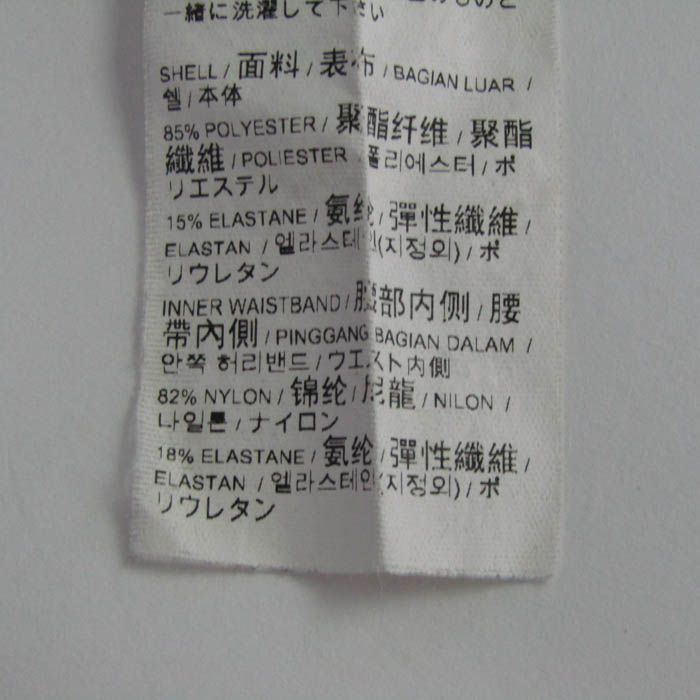 一緒に洗濯して下さい
SHELL / 面料 / 表布 / BAGIAN LUAR /
쉘 / 本体
85% POLYESTER / 聚酯纤维 / 聚酯
纖維 / POLIESTER / 폴리에스터 / ポ
リエステル
15% ELASTANE / 氨纶 / 彈性纖維 /
ELASTAN / 엘라스테인(지정외) / ポ
リウレタン
INNER WAISTBAND / 腰部内侧 / 腰
帶內側 / PINGGANG BAGIAN DALAM /
안쪽 허리밴드 / ウエスト内側
82% NYLON / 锦纶 / 尼龍 / NILON /
나일론 / ナイロン
18% ELASTANE / 氨纶 / 彈性纖維 /
ELASTAN / 엘라스테인(지정외) / ポ
リウレタン